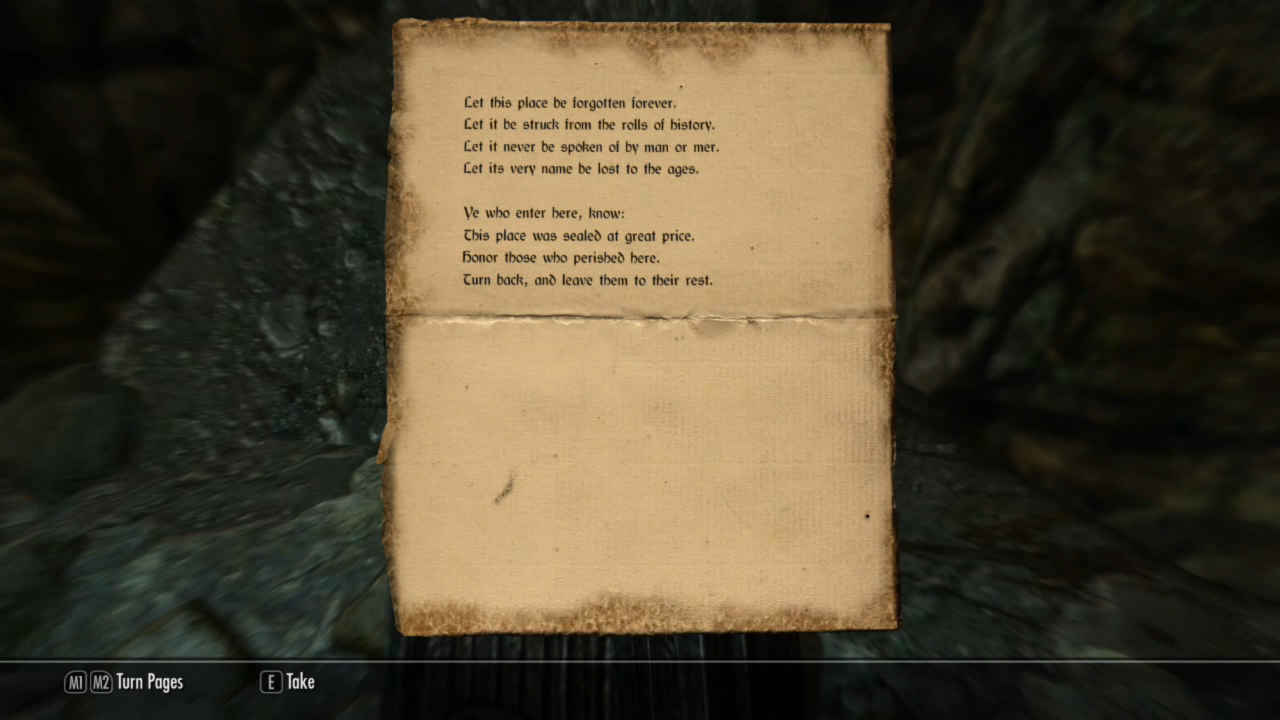 Let this place be forgotten forever.
Let it be struck from the rolls of history.
Let it never be spoken of by man or mer.
Let its very name be lost to the ages.
Ye who enter here, know:
This place was sealed at great price.
Honor those who perished here.
Turn back, and leave them to their rest.
M1 M2 Turn Pages
E Take